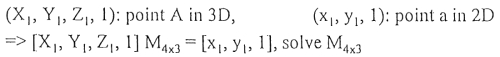 (X₁, Y₁, Z₁, 1): point A in 3D, (x₁, y₁, 1): point a in 2D
=> [X₁, Y₁, Z₁, 1] M₄ₓ₃ = [x₁, y₁, 1], solve M₄ₓ₃